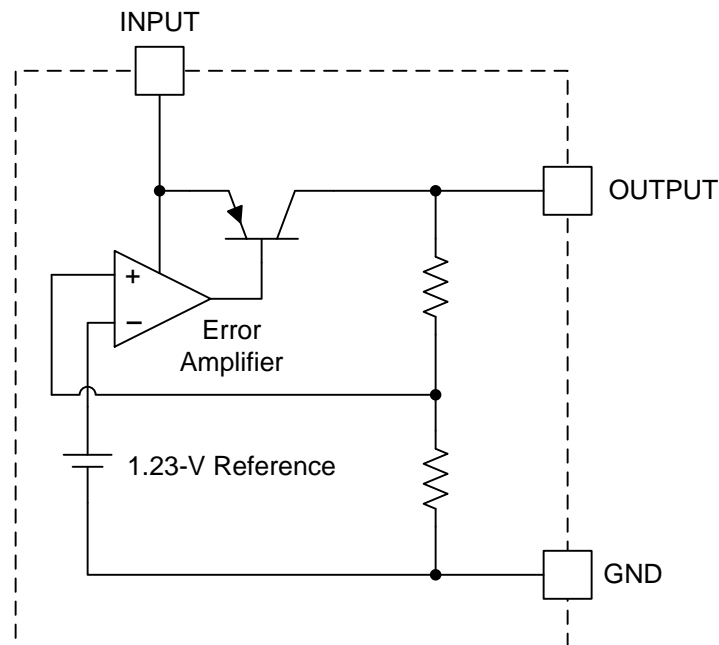 INPUT
OUTPUT
+
−
Error
Amplifier
1.23-V Reference
GND